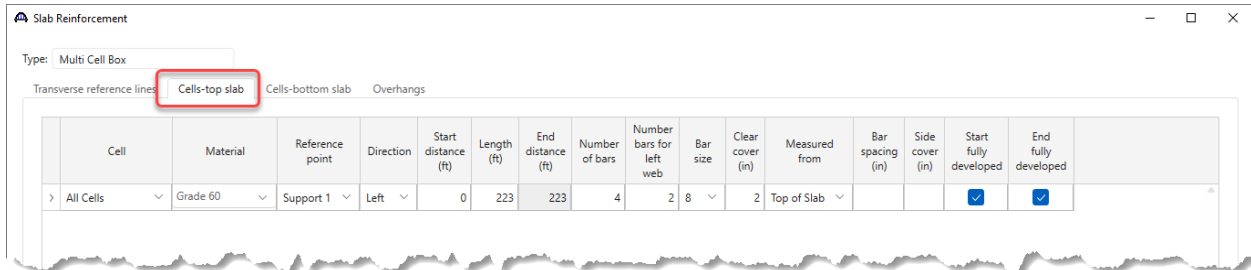 Slab Reinforcement
Type: Multi Cell Box
Transverse reference lines Cells-top slab Cells-bottom slab Overhangs
Cell Material Reference point Direction Start distance (ft) Length (ft) End distance (ft) Number of bars Number bars for left web Bar size Clear cover (in) Measured from Bar spacing (in) Side cover (in) Start fully developed End fully developed
All Cells Grade 60 Support 1 Left 0 223 223 4 2 8 2 Top of Slab